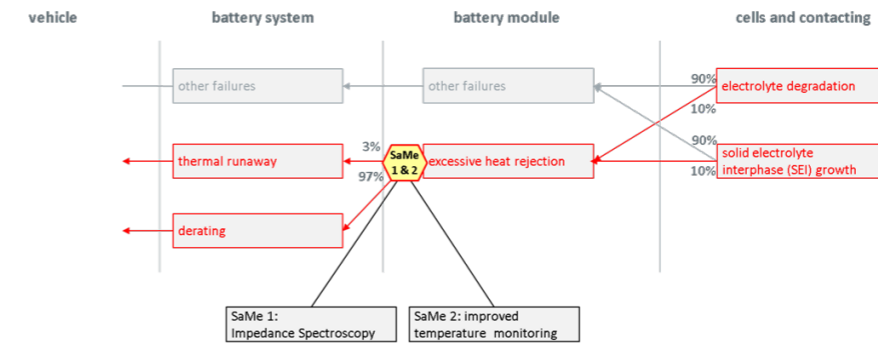 vehicle
battery system
battery module
cells and contacting
other failures
other failures
90%
electrolyte degradation
10%
thermal runaway
3%
97%
SaMe
1 & 2
excessive heat rejection
90%
10%
solid electrolyte
interphase (SEI) growth
derating
SaMe 1:
Impedance Spectroscopy
SaMe 2: improved
temperature monitoring